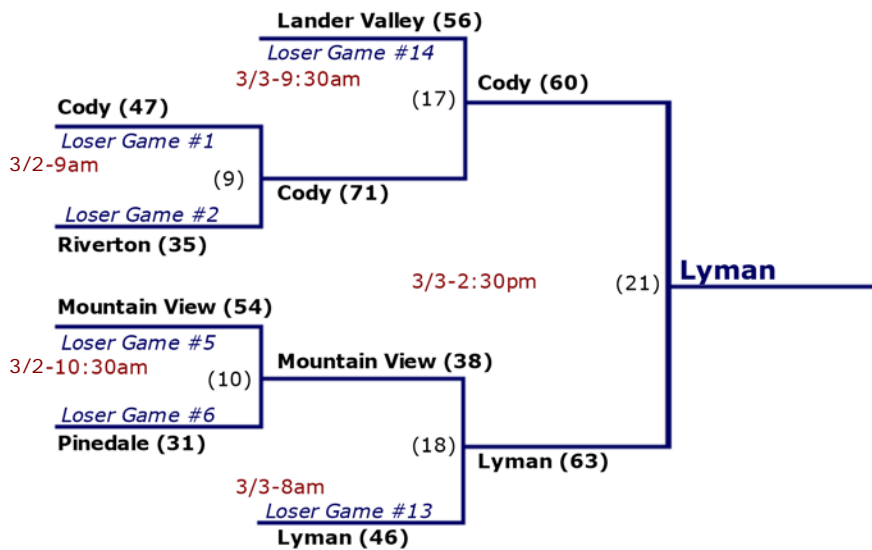 Lander Valley (56)
Loser Game #14
3/3-9:30am
(17)
Cody (60)
Cody (47)
Loser Game #1
3/2-9am
(9)
Cody (71)
Loser Game #2
Riverton (35)
3/3-2:30pm
(21)
Lyman
Mountain View (54)
Loser Game #5
3/2-10:30am
(10)
Mountain View (38)
Loser Game #6
Pinedale (31)
(18)
Lyman (63)
3/3-8am
Loser Game #13
Lyman (46)